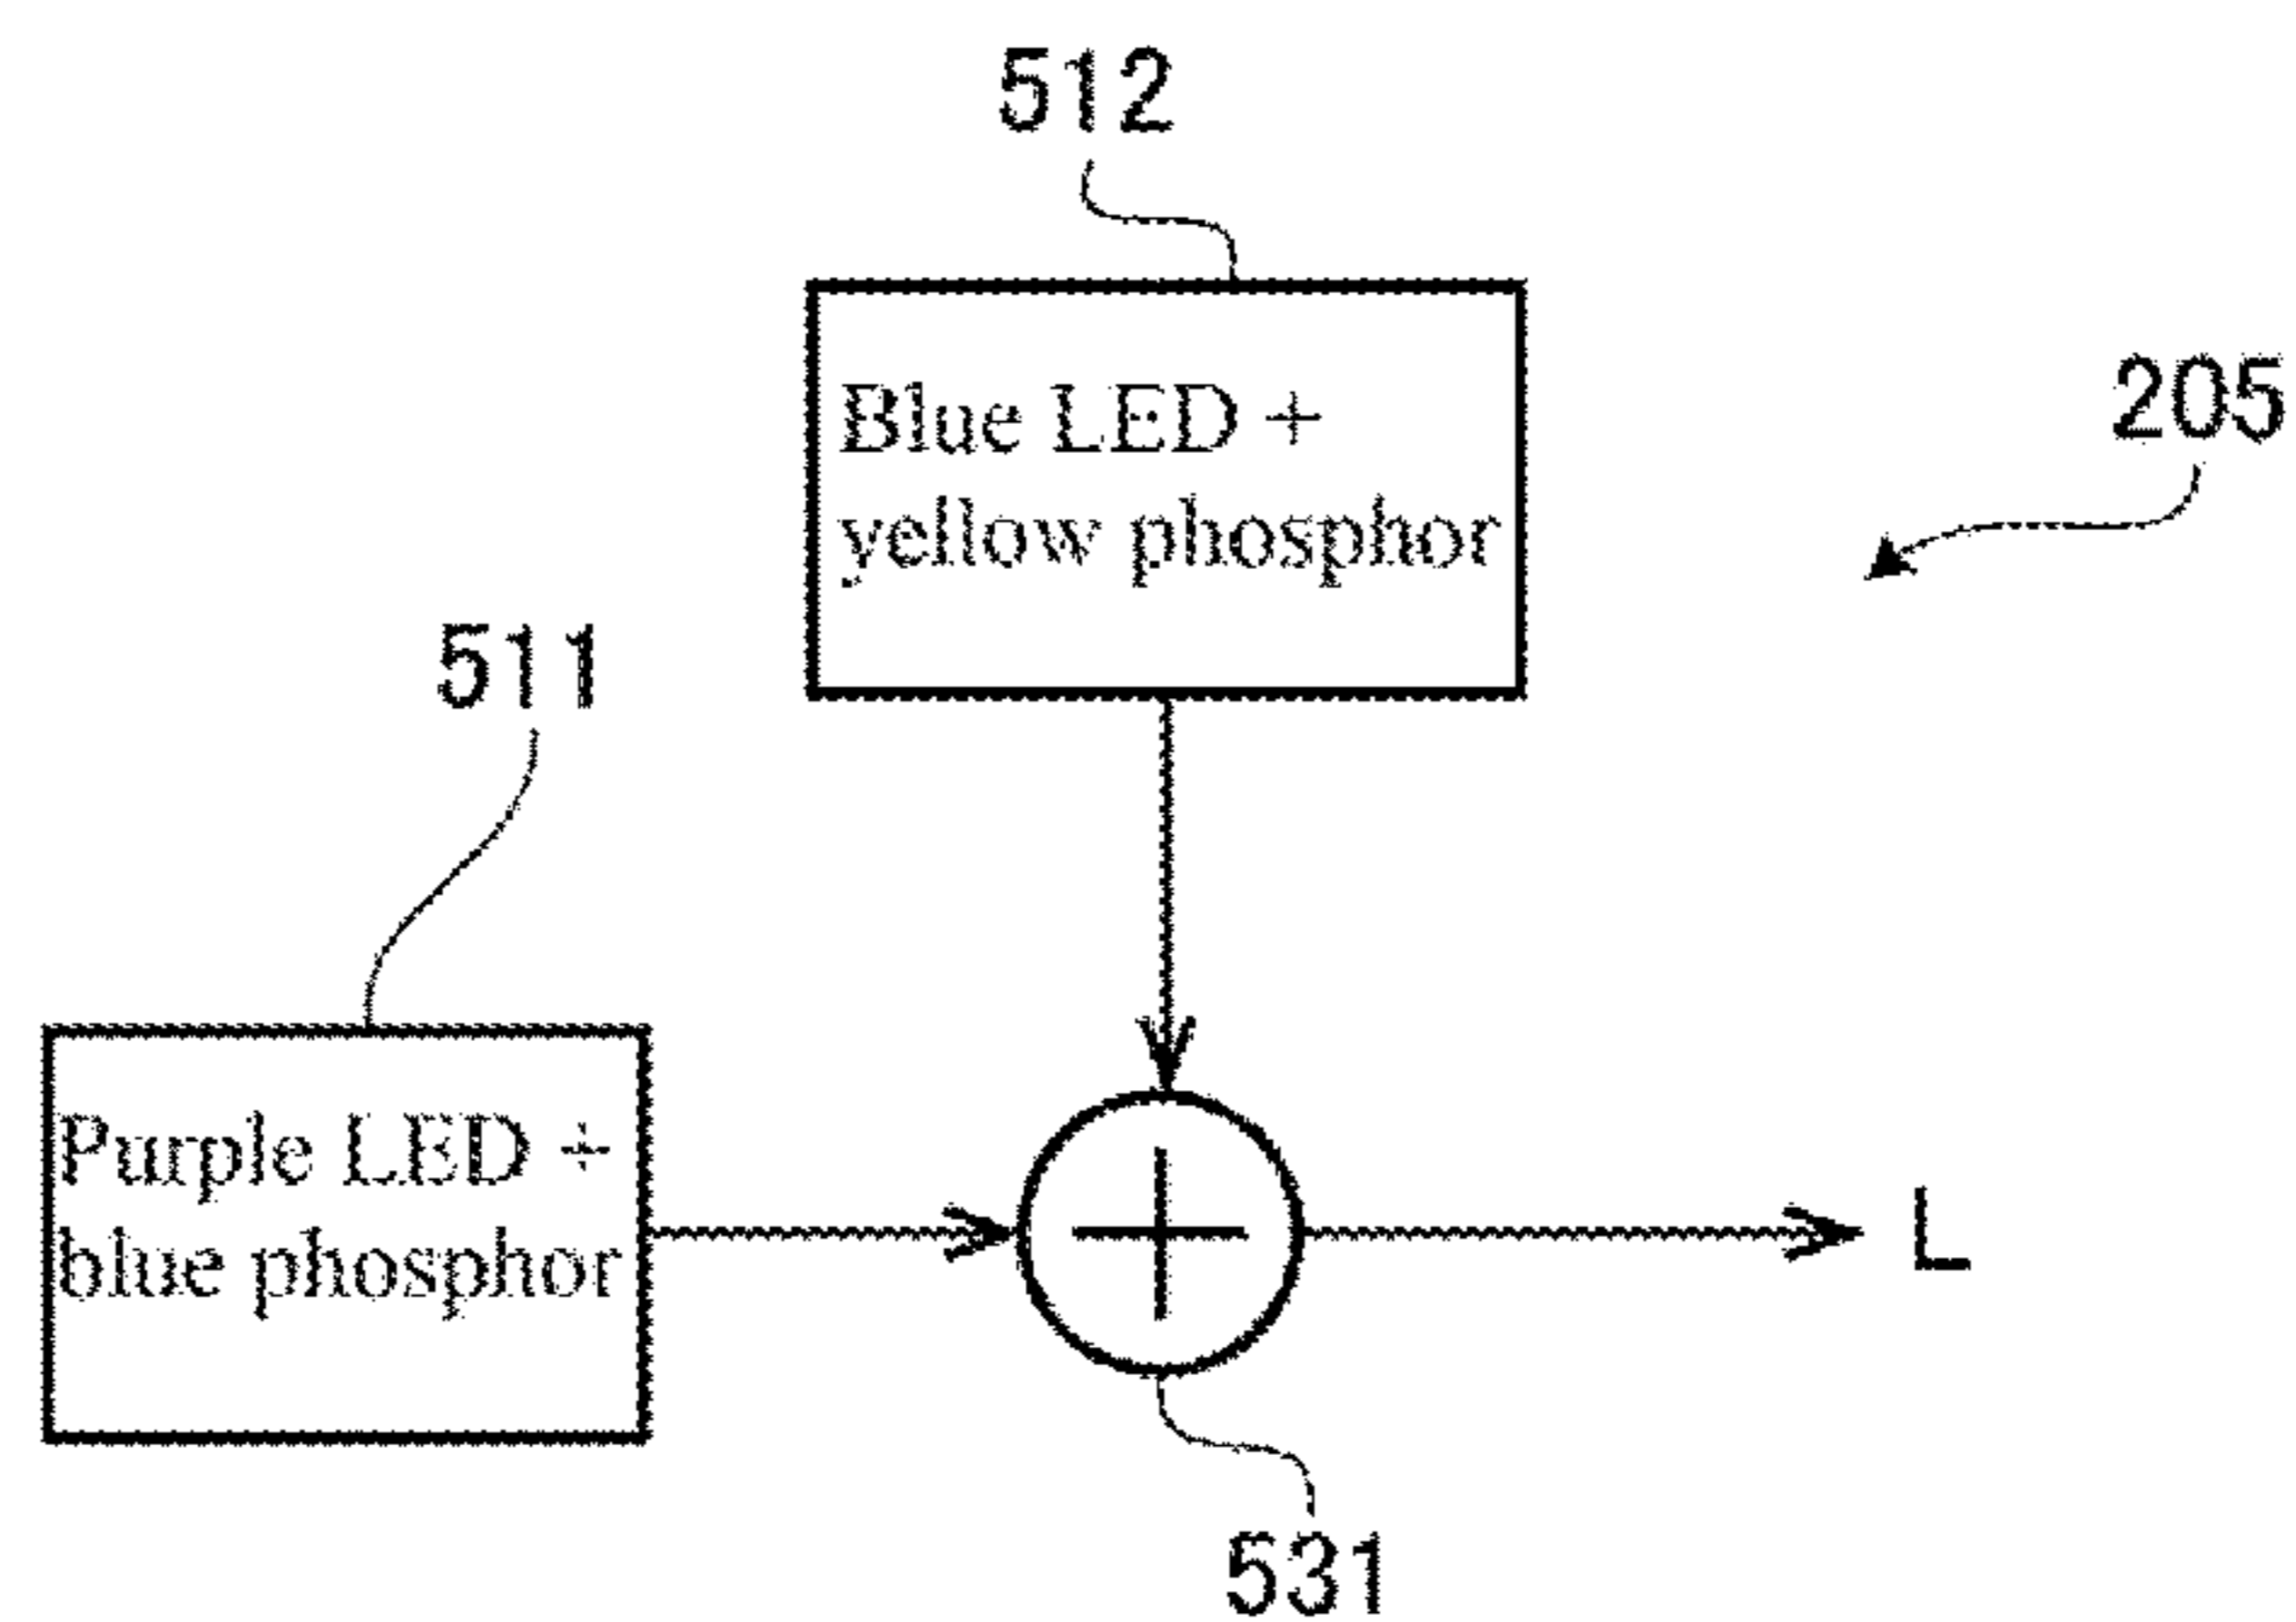 512
Blue LED +
yellow phosphor
205
511
Purple LED +
blue phosphor
L
531